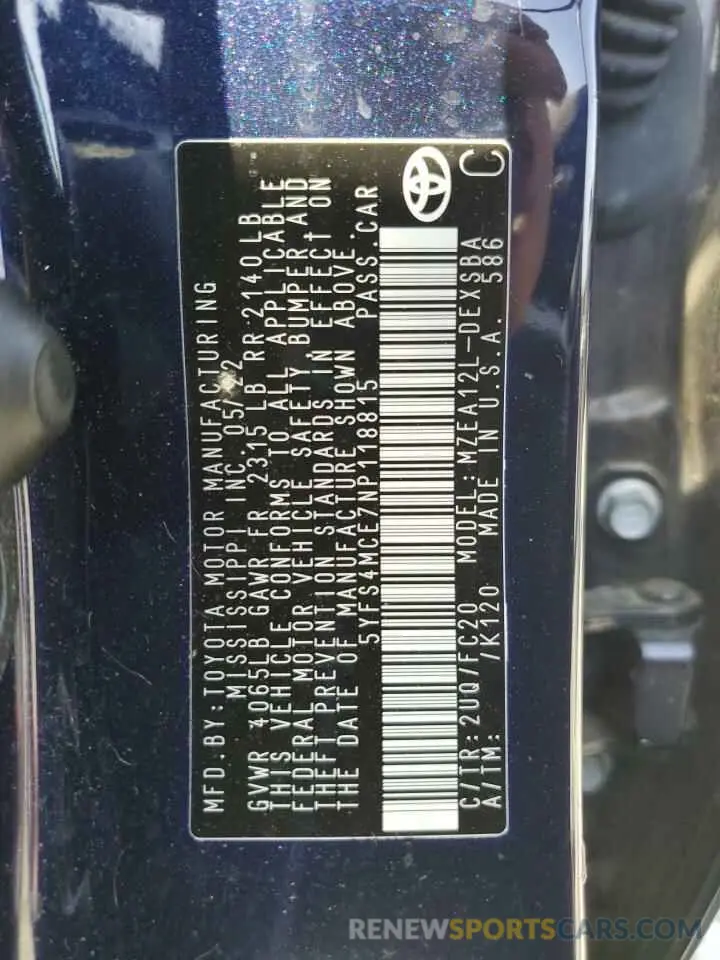 MFD.BY:TOYOTA MOTOR MANUFACTURING
MISSISSIPPI INC. 05/22
GVWR 4065LB GAWR FR 2315 LB RR 2140 LB
THIS VEHICLE CONFORMS TO ALL APPLICABLE
FEDERAL MOTOR VEHICLE SAFETY, BUMPER AND
THEFT PREVENTION STANDARDS IN EFFECT ON
THE DATE OF MANUFACTURE SHOWN ABOVE.
5YFS4MCE7NP118815 PASS.CAR
C/TR:2UQ/FC20 MODEL:MZEA12L-DEXSBA
A/TM: /K120 MADE IN U.S.A. 586
C
RENEWSPORTSCARS.COM